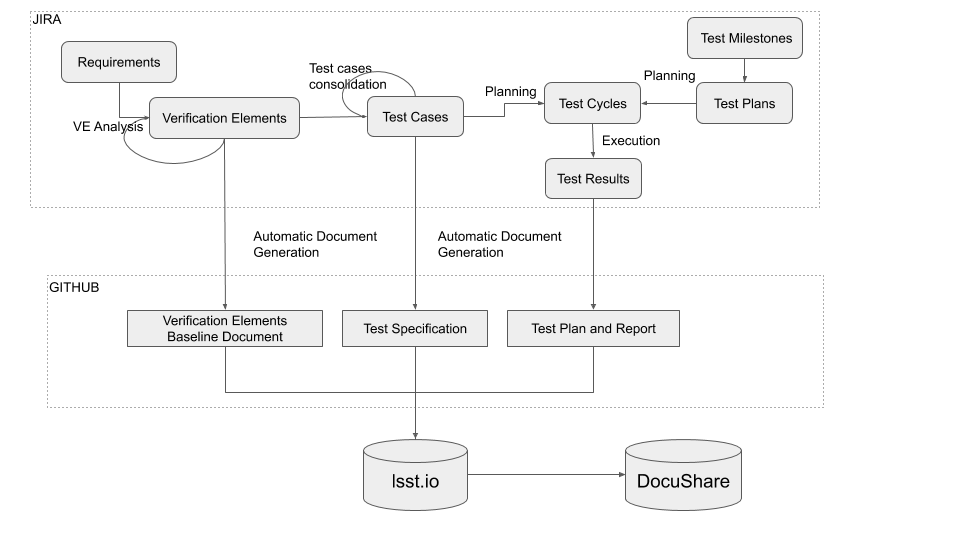 JIRA
Test Milestones
Requirements
Test cases
consolidation
Planning
Planning
Verification Elements
Test Cases
Test Cycles
Test Plans
VE Analysis
Execution
Test Results
Automatic Document
Generation
Automatic Document
Generation
GITHUB
Verification Elements
Baseline Document
Test Specification
Test Plan and Report
lsst.io
DocuShare